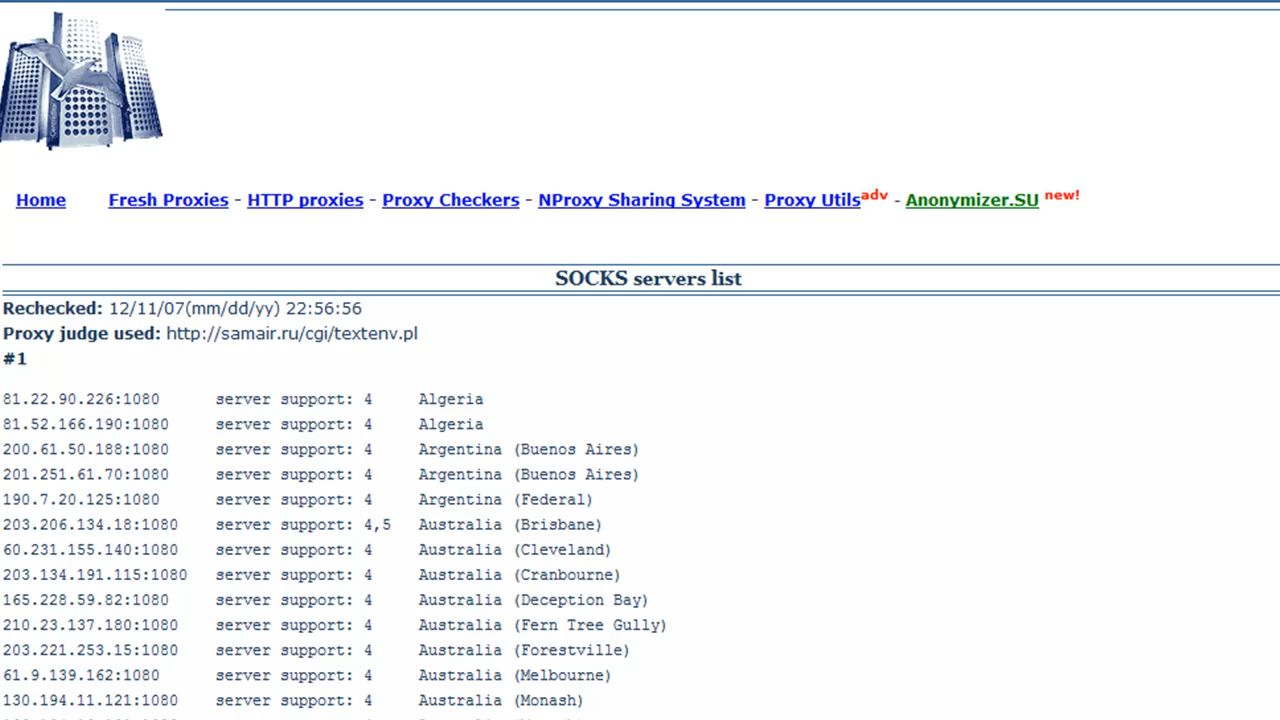 Home Fresh Proxies - HTTP proxies - Proxy Checkers - NProxy Sharing System - Proxy Utils adv - Anonymizer.SU new!
SOCKS servers list
Rechecked: 12/11/07(mm/dd/yy) 22:56:56
Proxy judge used: http://samair.ru/cgi/textenv.pl
#1
81.22.90.226:1080 server support: 4 Algeria
81.52.166.190:1080 server support: 4 Algeria
200.61.50.188:1080 server support: 4 Argentina (Buenos Aires)
201.251.61.70:1080 server support: 4 Argentina (Buenos Aires)
190.7.20.125:1080 server support: 4 Argentina (Federal)
203.206.134.18:1080 server support: 4,5 Australia (Brisbane)
60.231.155.140:1080 server support: 4 Australia (Cleveland)
203.134.191.115:1080 server support: 4 Australia (Cranbourne)
165.228.59.82:1080 server support: 4 Australia (Deception Bay)
210.23.137.180:1080 server support: 4 Australia (Fern Tree Gully)
203.221.253.15:1080 server support: 4 Australia (Forestville)
61.9.139.162:1080 server support: 4 Australia (Melbourne)
130.194.11.121:1080 server support: 4 Australia (Monash)